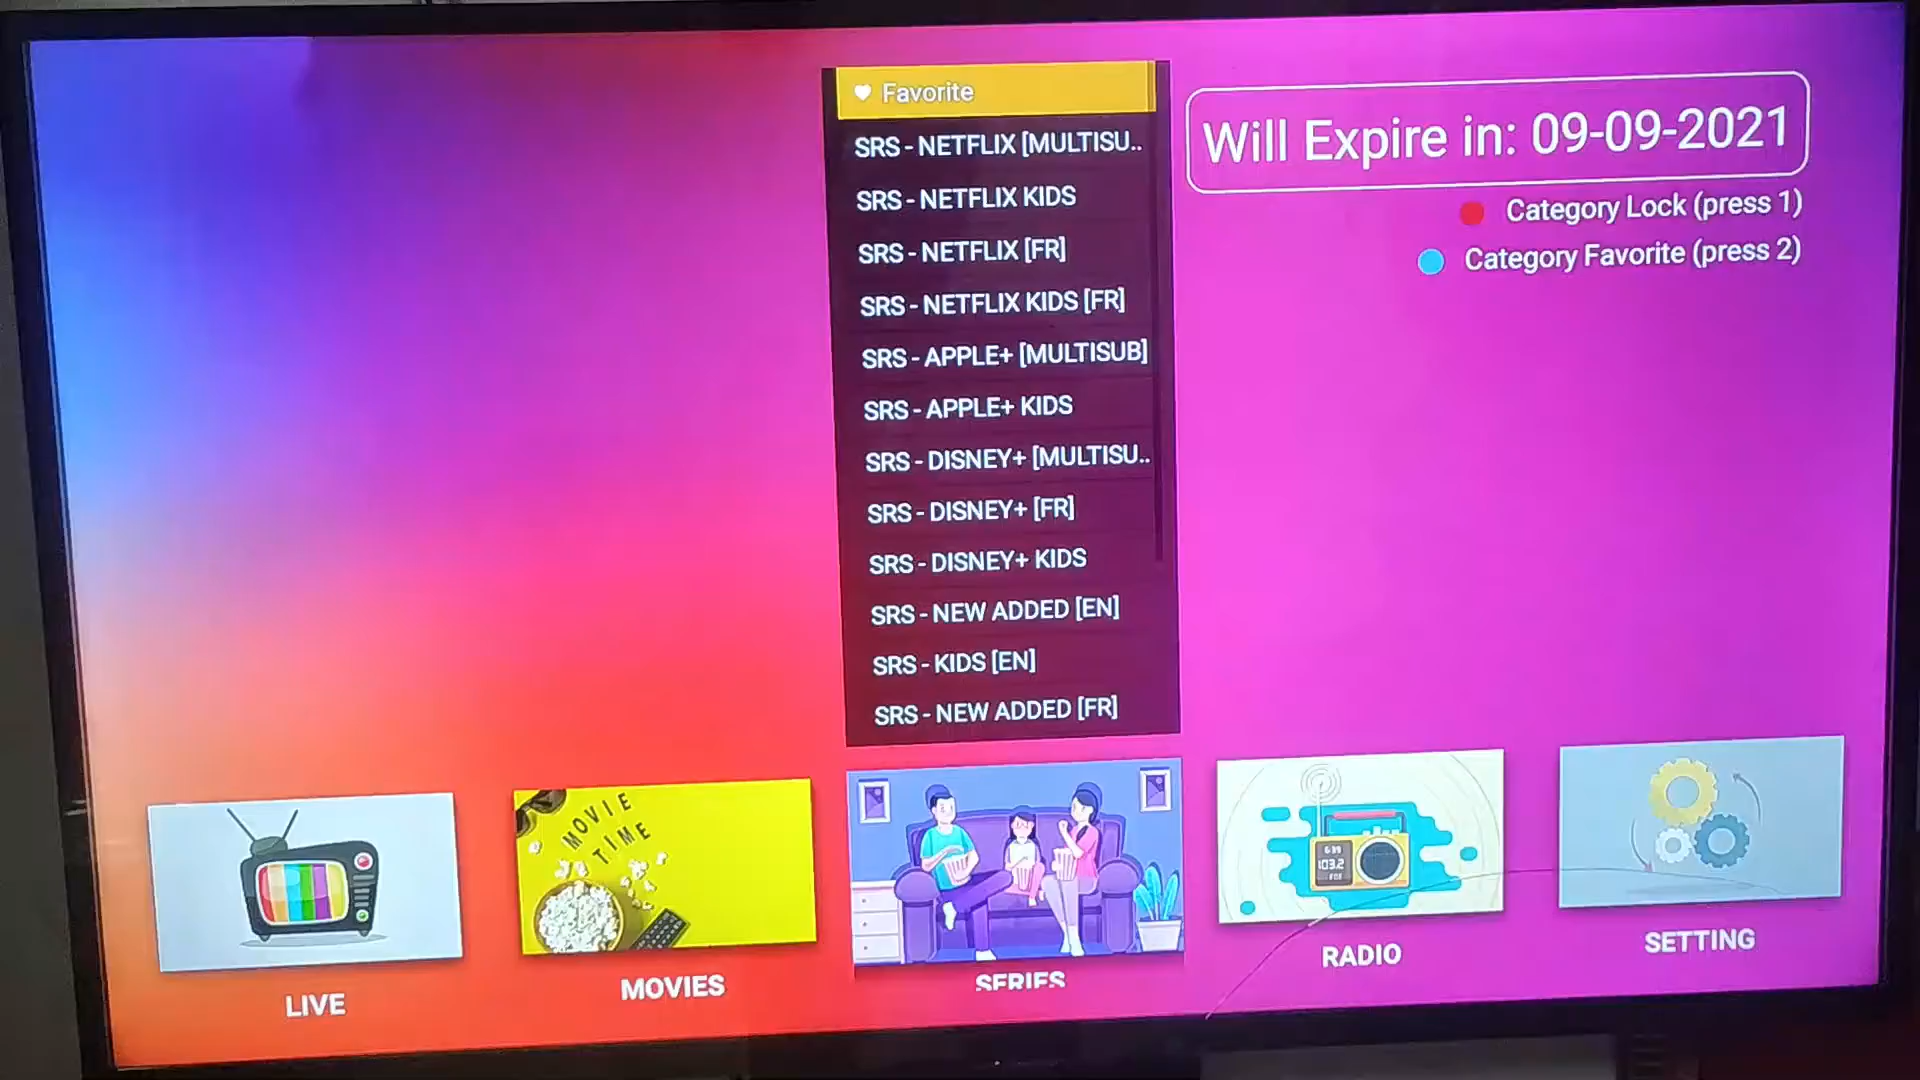 Favorite
SRS - NETFLIX [MULTISU..
SRS - NETFLIX KIDS
SRS - NETFLIX [FR]
SRS - NETFLIX KIDS [FR]
SRS - APPLE+ [MULTISUB]
SRS - APPLE+ KIDS
SRS - DISNEY+ [MULTISU..
SRS - DISNEY+ [FR]
SRS - DISNEY+ KIDS
SRS - NEW ADDED [EN]
SRS - KIDS [EN]
SRS - NEW ADDED [FR]
Will Expire in: 09-09-2021
Category Lock (press 1)
Category Favorite (press 2)
MOVIE
TIME
103.2
LIVE
MOVIES
SERIES
RADIO
SETTING